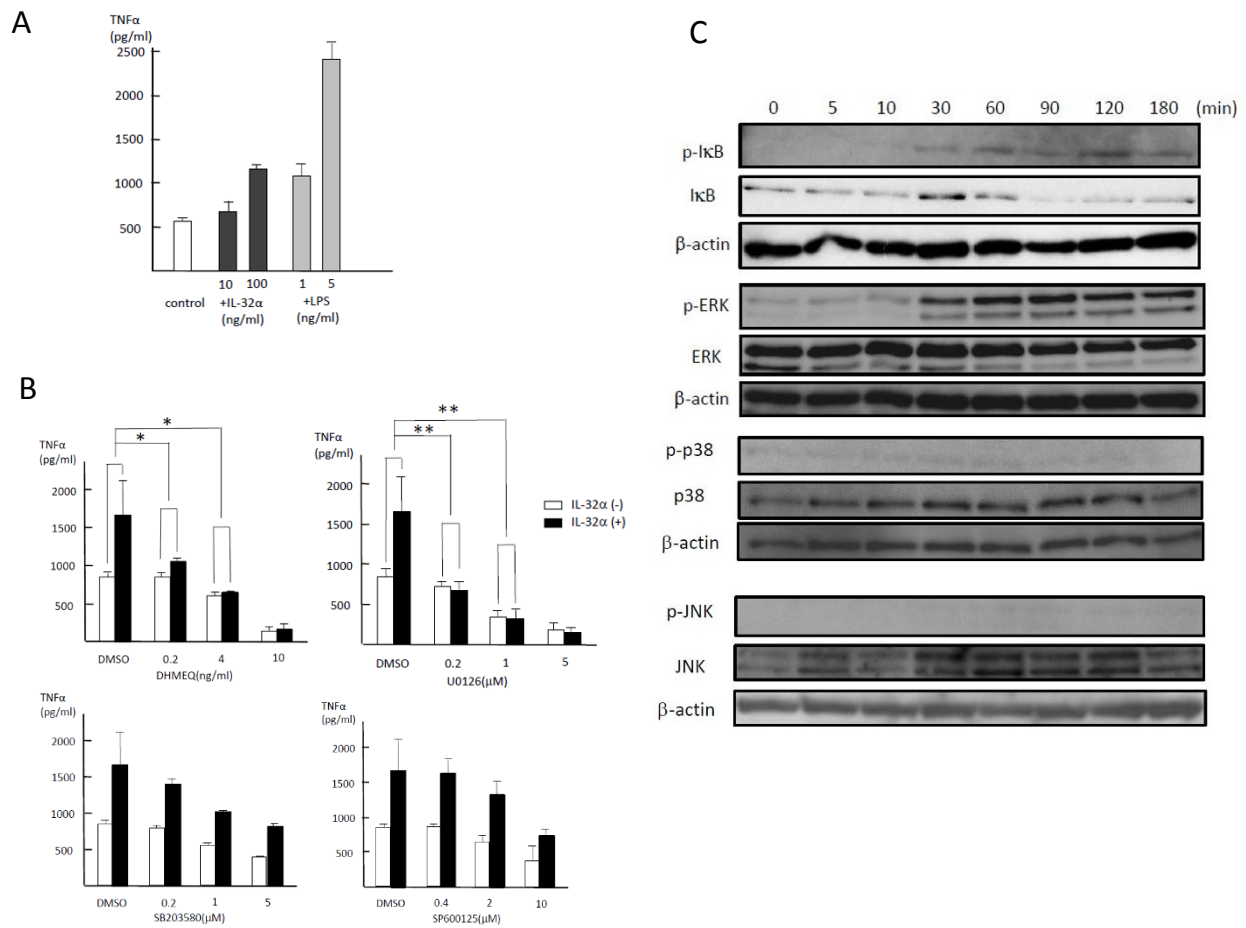 A
TNFα
(pg/ml)
2500
2000
1500
1000
500
10 100 1 5
control +IL-32α +LPS
(ng/ml) (ng/ml)
B
*
*
TNFα
(pg/ml)
2000
1500
1000
500
DMSO 0.2 4 10
DHMEQ(ng/ml)
**
**
TNFα
(pg/ml)
2000
1500
1000
500
IL-32α (-)
IL-32α (+)
DMSO 0.2 1 5
U0126(μM)
TNFα
(pg/ml)
2000
1500
1000
500
DMSO 0.2 1 5
SB203580(μM)
TNFα
(pg/ml)
2000
1500
1000
500
DMSO 0.4 2 10
SP600125(μM)
C
0 5 10 30 60 90 120 180 (min)
p-IκB
IκB
β-actin
p-ERK
ERK
β-actin
p-p38
p38
β-actin
p-JNK
JNK
β-actin